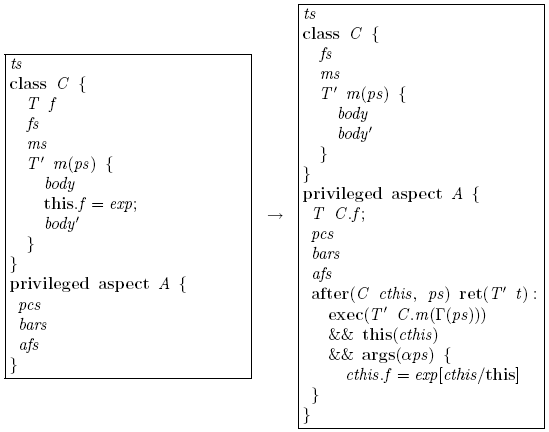 ts
class C {
T f
fs
ms
T′ m(ps) {
body
this.f = exp;
body′
}
}
privileged aspect A {
pcs
bars
afs
}
→
ts
class C {
fs
ms
T′ m(ps) {
body
body′
}
}
privileged aspect A {
T C.f;
pcs
bars
afs
after(C cthis, ps) ret(T′ t) :
exec(T′ C.m(Γ(ps)))
&& this(cthis)
&& args(αps) {
cthis.f = exp[cthis/this]
}
}